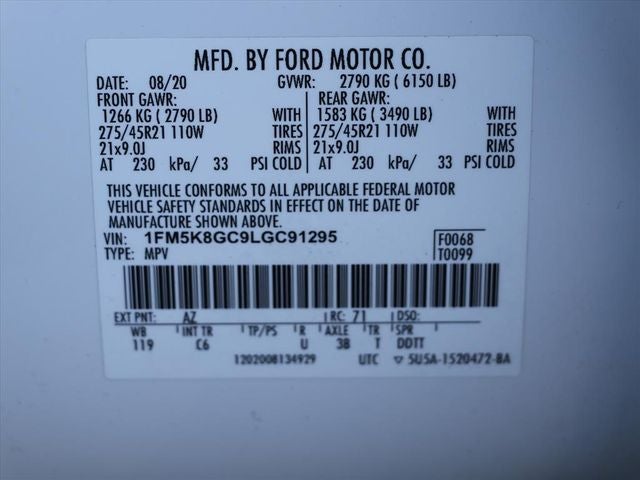 MFD. BY FORD MOTOR CO.
DATE: 08/20 GVWR: 2790 KG ( 6150 LB)
FRONT GAWR: REAR GAWR:
1266 KG ( 2790 LB) WITH 1583 KG ( 3490 LB) WITH
275/45R21 110W TIRES 275/45R21 110W TIRES
21x9.0J RIMS 21x9.0J RIMS
AT 230 kPa/ 33 PSI COLD AT 230 kPa/ 33 PSI COLD
THIS VEHICLE CONFORMS TO ALL APPLICABLE FEDERAL MOTOR
VEHICLE SAFETY STANDARDS IN EFFECT ON THE DATE OF
MANUFACTURE SHOWN ABOVE.
VIN: 1FM5K8GC9LGC91295 F0068
TYPE: MPV T0099
EXT PNT: AZ RC: 71 DSO:
WB INT TR TP/PS R AXLE TR SPR
119 C6 U 3B T DDTT
1202008134929 UTC ▽ 5U5A-1520472-BA